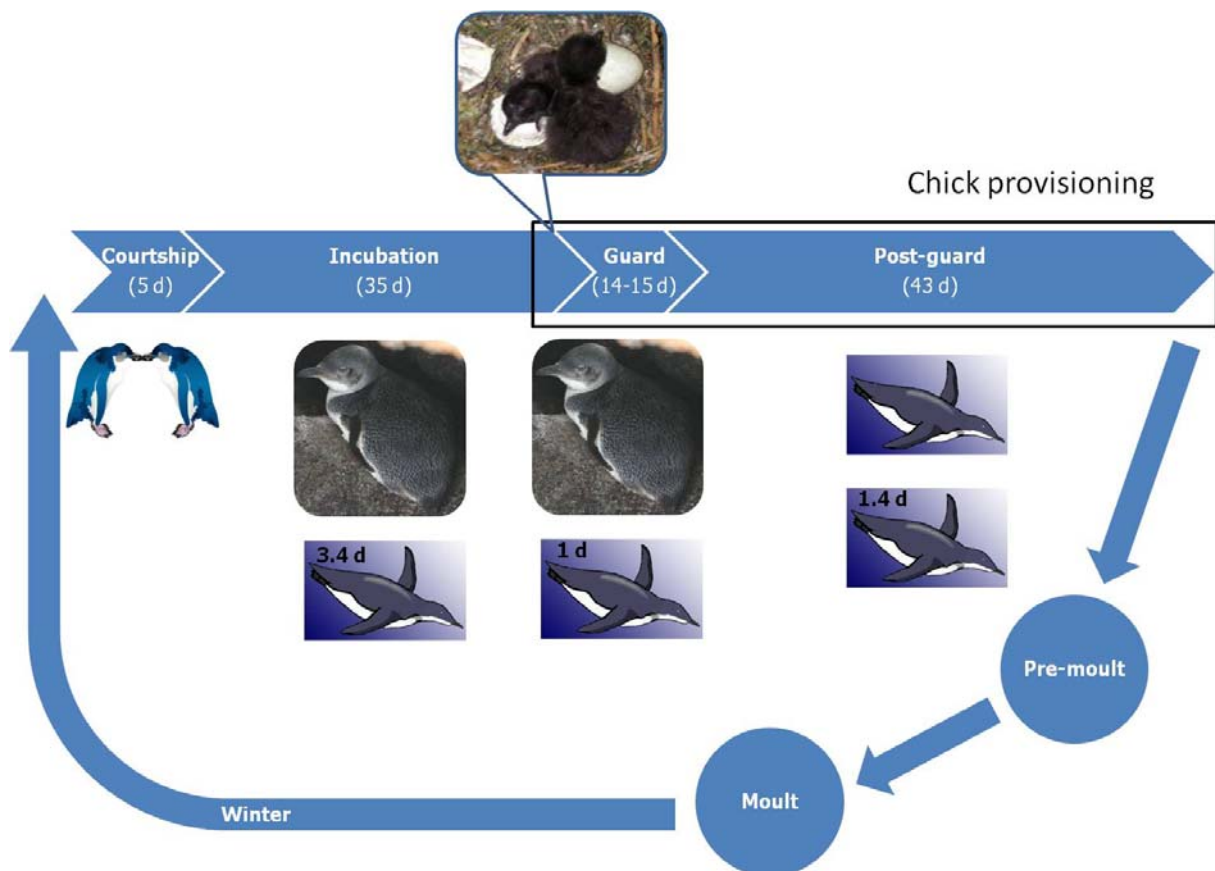 Chick provisioning
Courtship
(5 d)
Incubation
(35 d)
Guard
(14-15 d)
Post-guard
(43 d)
3.4 d
1 d
1.4 d
Pre-moult
Moult
Winter